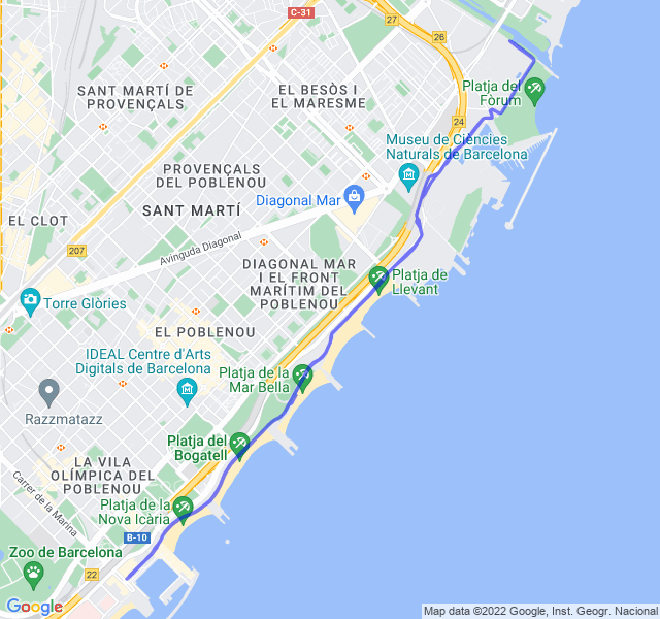 C-31
27
26
SANT MARTÍ DE
PROVENÇALS
EL BESÒS I
EL MARESME
Platja del
Fòrum
24
Museu de Ciències
Naturals de Barcelona
PROVENÇALS
DEL POBLENOU
Diagonal Mar
SANT MARTÍ
EL CLOT
207
Avinguda Diagonal
DIAGONAL MAR
I EL FRONT
MARÍTIM DEL
POBLENOU
Platja de
Llevant
Torre Glòries
EL POBLENOU
IDEAL Centre d'Arts
Digitals de Barcelona
Platja de la
Mar Bella
Razzmatazz
Platja del
Bogatell
LA VILA
OLÍMPICA DEL
POBLENOU
Carrer de la Marina
Platja de la
Nova Icària
B-10
Zoo de Barcelona
22
Google
Map data ©2022 Google, Inst. Geogr. Nacional